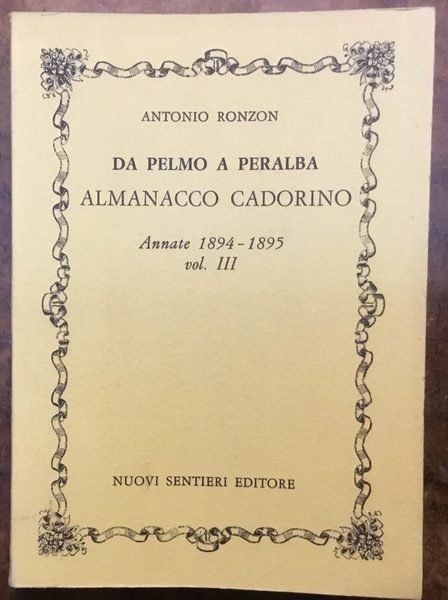 ANTONIO RONZON
DA PELMO A PERALBA
ALMANACCO CADORINO
Annate 1894-1895
vol. III
NUOVI SENTIERI EDITORE